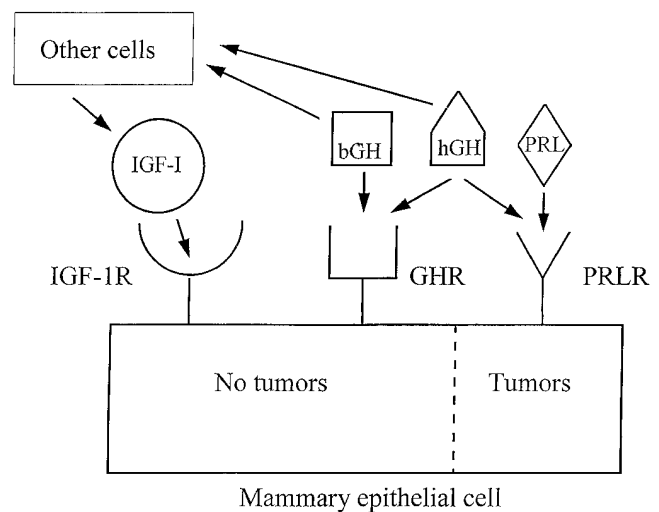 Other cells
IGF-I
bGH
hGH
PRL
IGF-1R
GHR
PRLR
No tumors
Tumors
Mammary epithelial cell